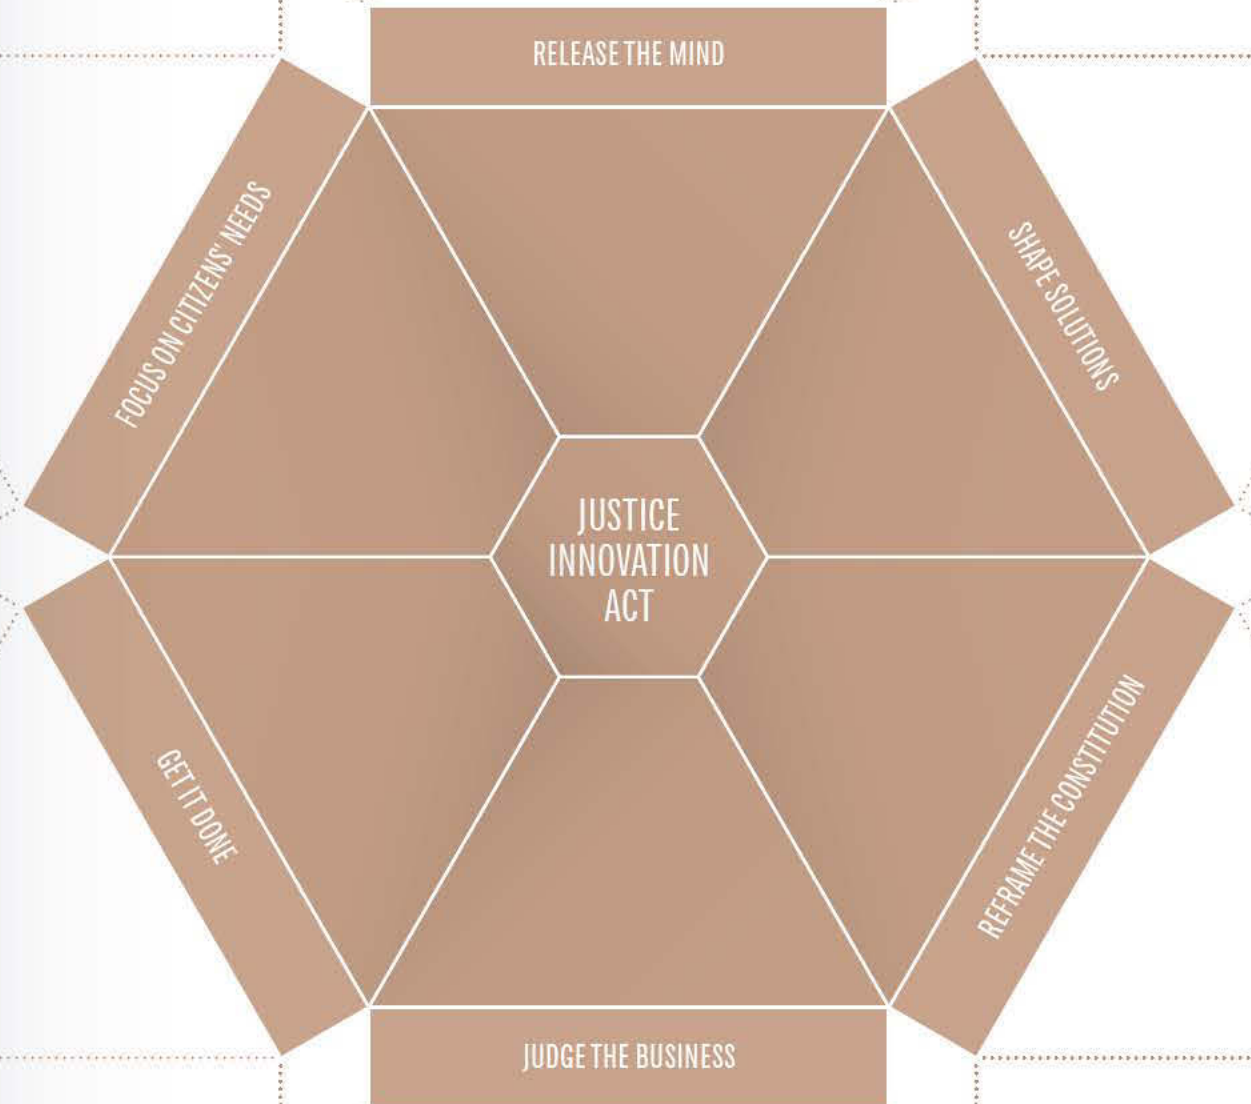 RELEASE THE MIND
FOCUS ON CITIZENS' NEEDS
SHAPE SOLUTIONS
JUSTICE
INNOVATION
ACT
GET IT DONE
REFRAME THE CONSTITUTION
JUDGE THE BUSINESS